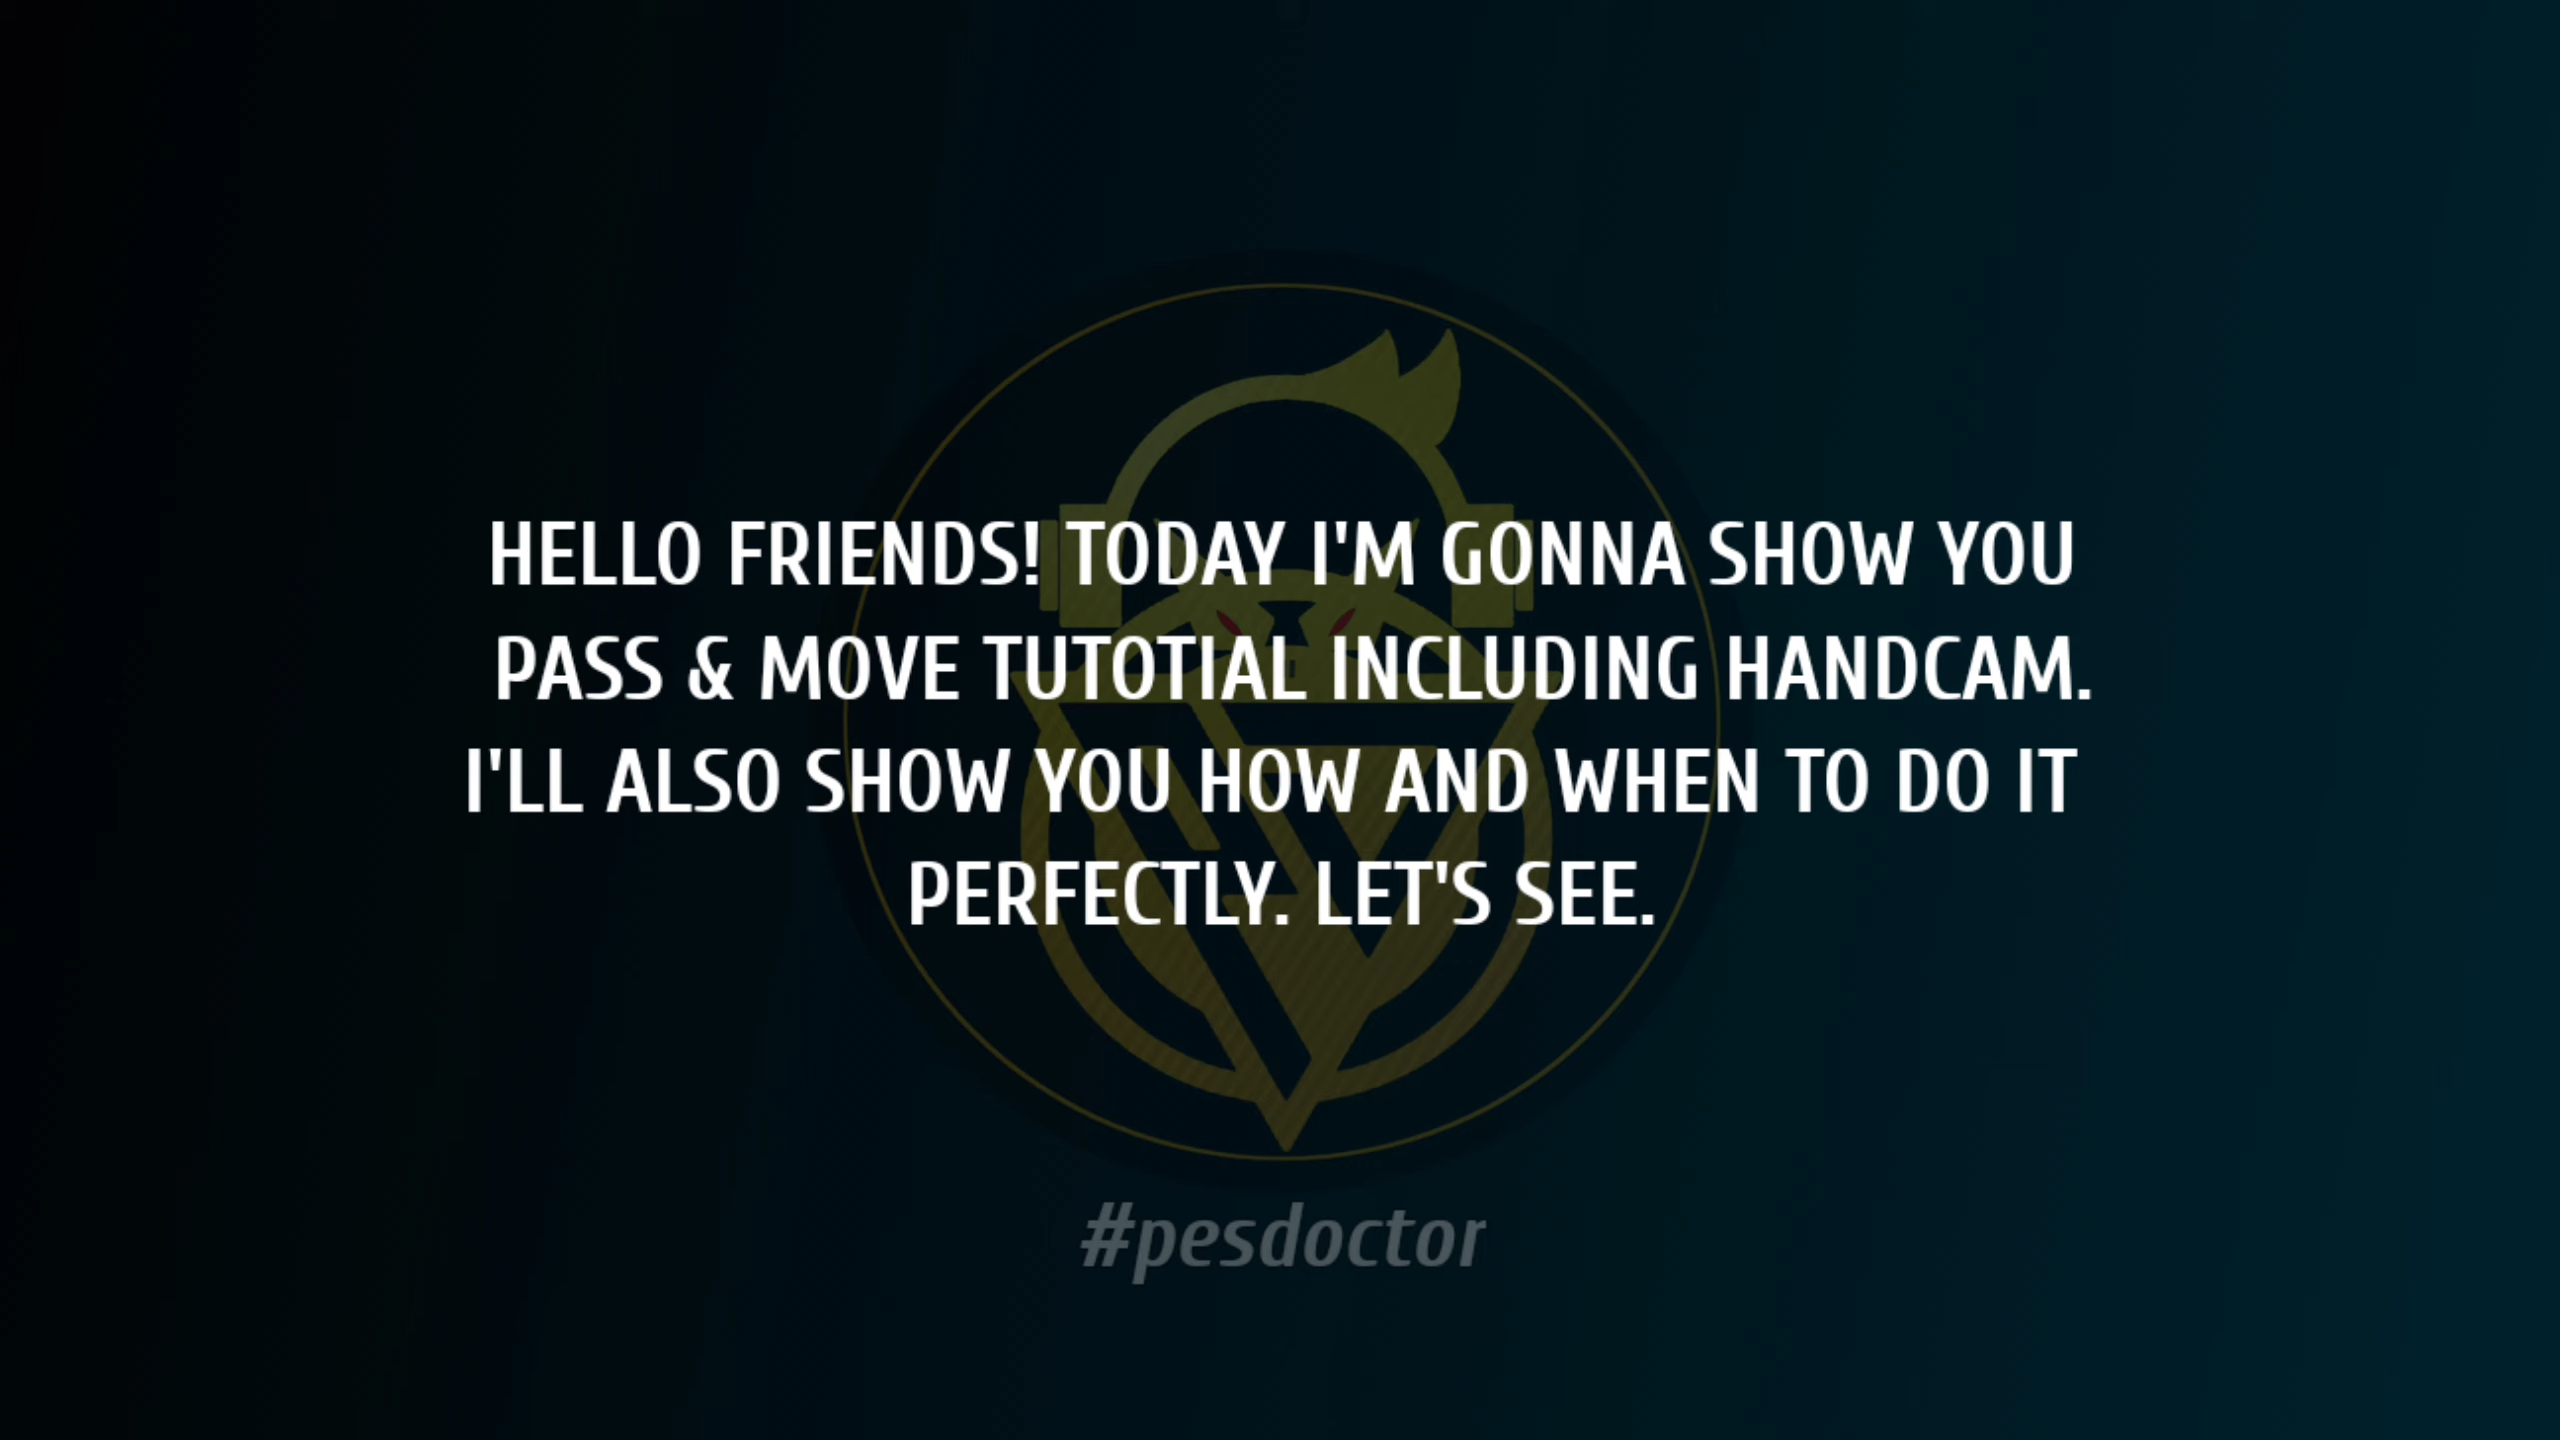 HELLO FRIENDS! TODAY I'M GONNA SHOW YOU
PASS & MOVE TUTOTIAL INCLUDING HANDCAM.
I'LL ALSO SHOW YOU HOW AND WHEN TO DO IT
PERFECTLY. LET'S SEE.
#pesdoctor